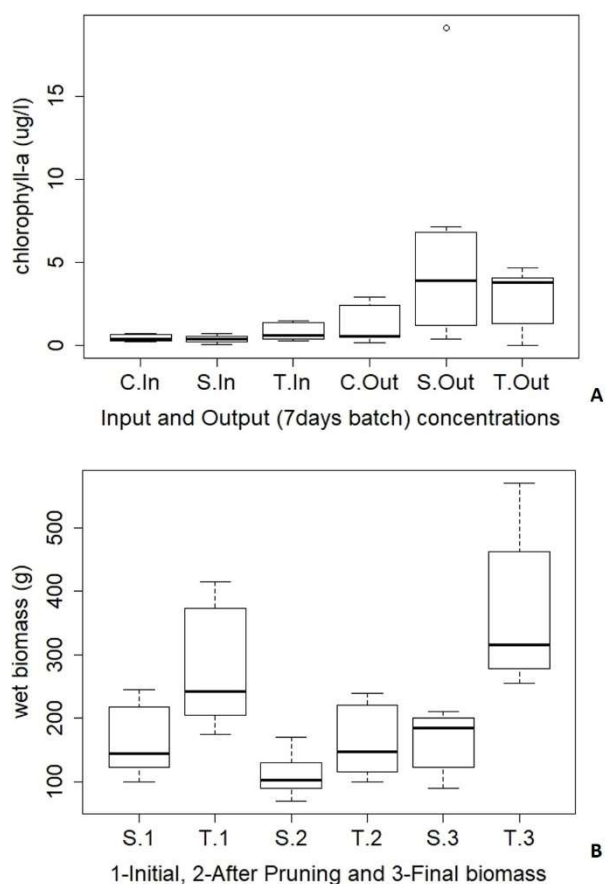 chlorophyll-a (ug/l)
15
10
5
0
C.In S.In T.In C.Out S.Out T.Out
Input and Output (7days batch) concentrations
A
wet biomass (g)
500
400
300
200
100
S.1 T.1 S.2 T.2 S.3 T.3
1-Initial, 2-After Pruning and 3-Final biomass
B